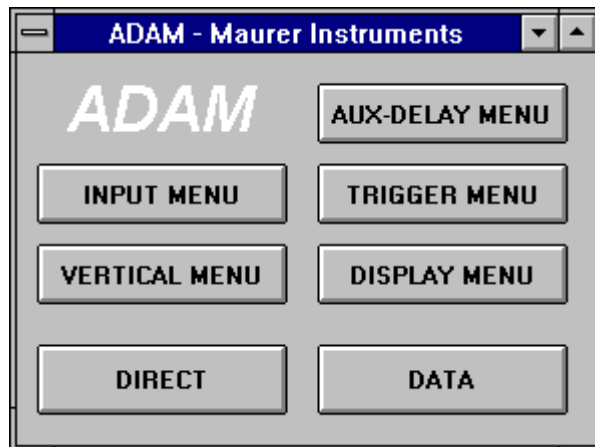 ADAM - Maurer Instruments
ADAM
AUX-DELAY MENU
INPUT MENU
TRIGGER MENU
VERTICAL MENU
DISPLAY MENU
DIRECT
DATA